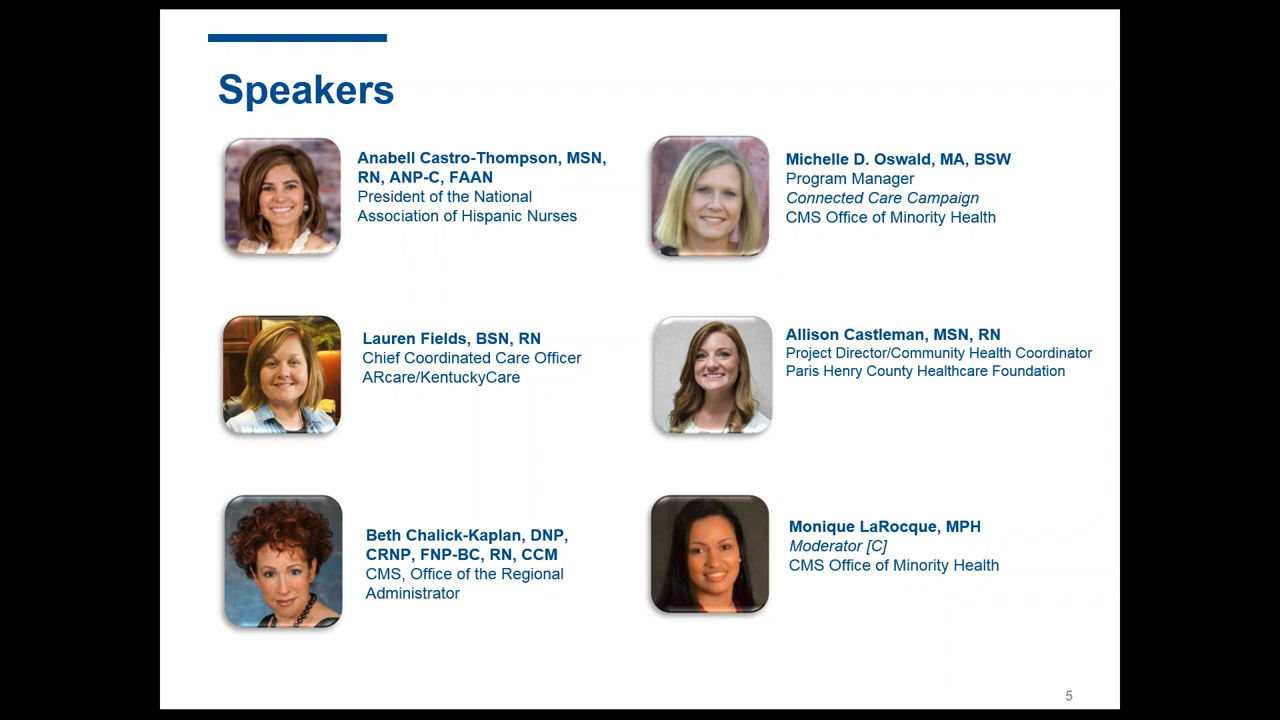 Speakers
Anabell Castro-Thompson, MSN,
RN, ANP-C, FAAN
President of the National
Association of Hispanic Nurses
Michelle D. Oswald, MA, BSW
Program Manager
Connected Care Campaign
CMS Office of Minority Health
Lauren Fields, BSN, RN
Chief Coordinated Care Officer
ARcare/KentuckyCare
Allison Castleman, MSN, RN
Project Director/Community Health Coordinator
Paris Henry County Healthcare Foundation
Beth Chalick-Kaplan, DNP,
CRNP, FNP-BC, RN, CCM
CMS, Office of the Regional
Administrator
Monique LaRocque, MPH
Moderator [C]
CMS Office of Minority Health
5